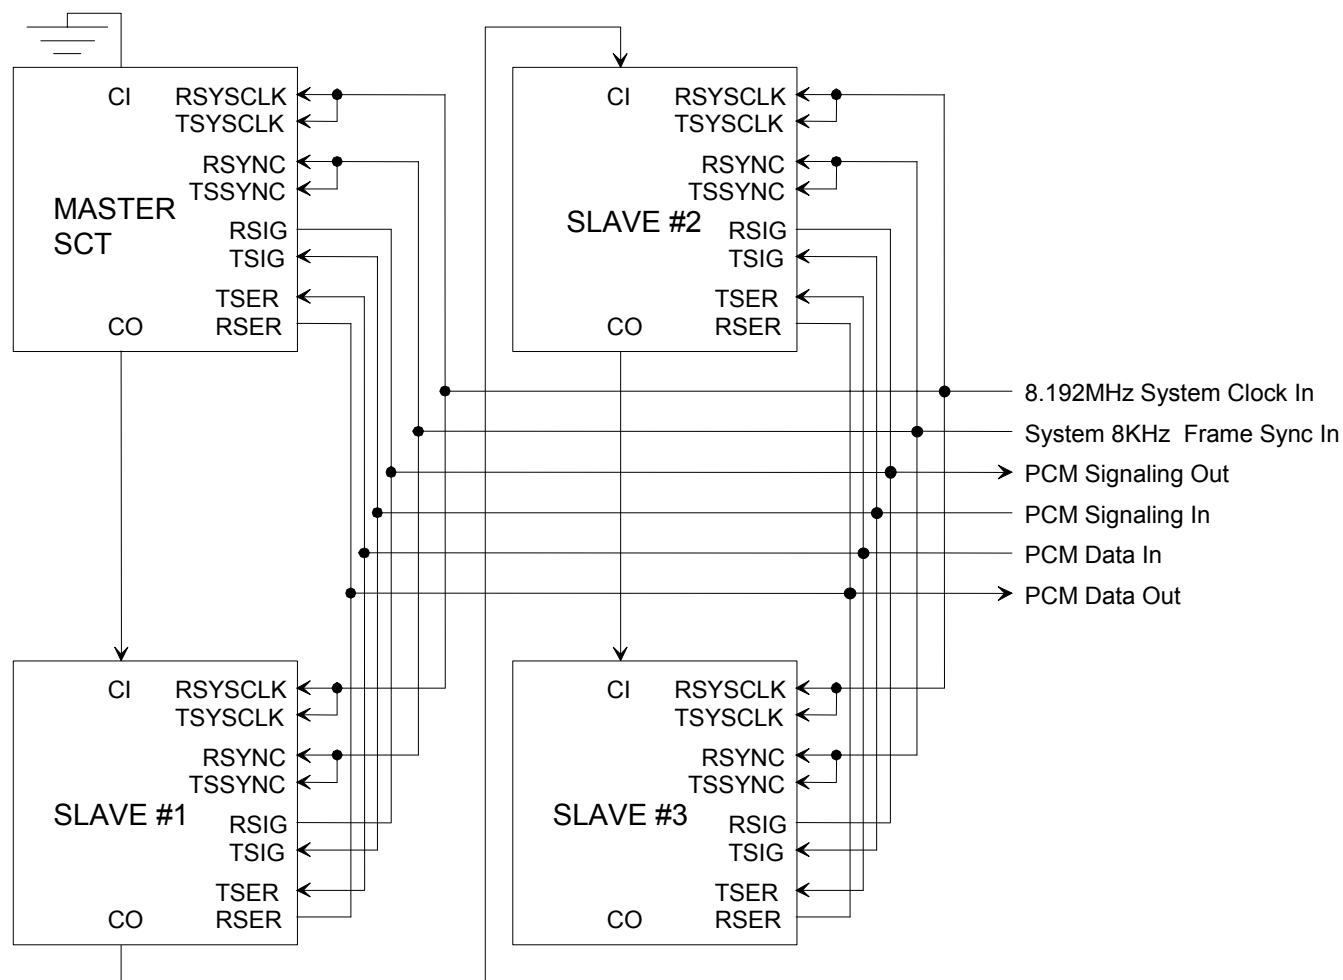 CI
RSYSCLK
TSYSCLK
RSYNC
TSSYNC
MASTER
SCT
RSIG
TSIG
TSER
CO
RSER
CI
RSYSCLK
TSYSCLK
RSYNC
TSSYNC
SLAVE #2
RSIG
TSIG
TSER
CO
RSER
8.192MHz System Clock In
System 8KHz Frame Sync In
PCM Signaling Out
PCM Signaling In
PCM Data In
PCM Data Out
CI
RSYSCLK
TSYSCLK
RSYNC
TSSYNC
SLAVE #1
RSIG
TSIG
TSER
CO
RSER
CI
RSYSCLK
TSYSCLK
RSYNC
TSSYNC
SLAVE #3
RSIG
TSIG
TSER
CO
RSER